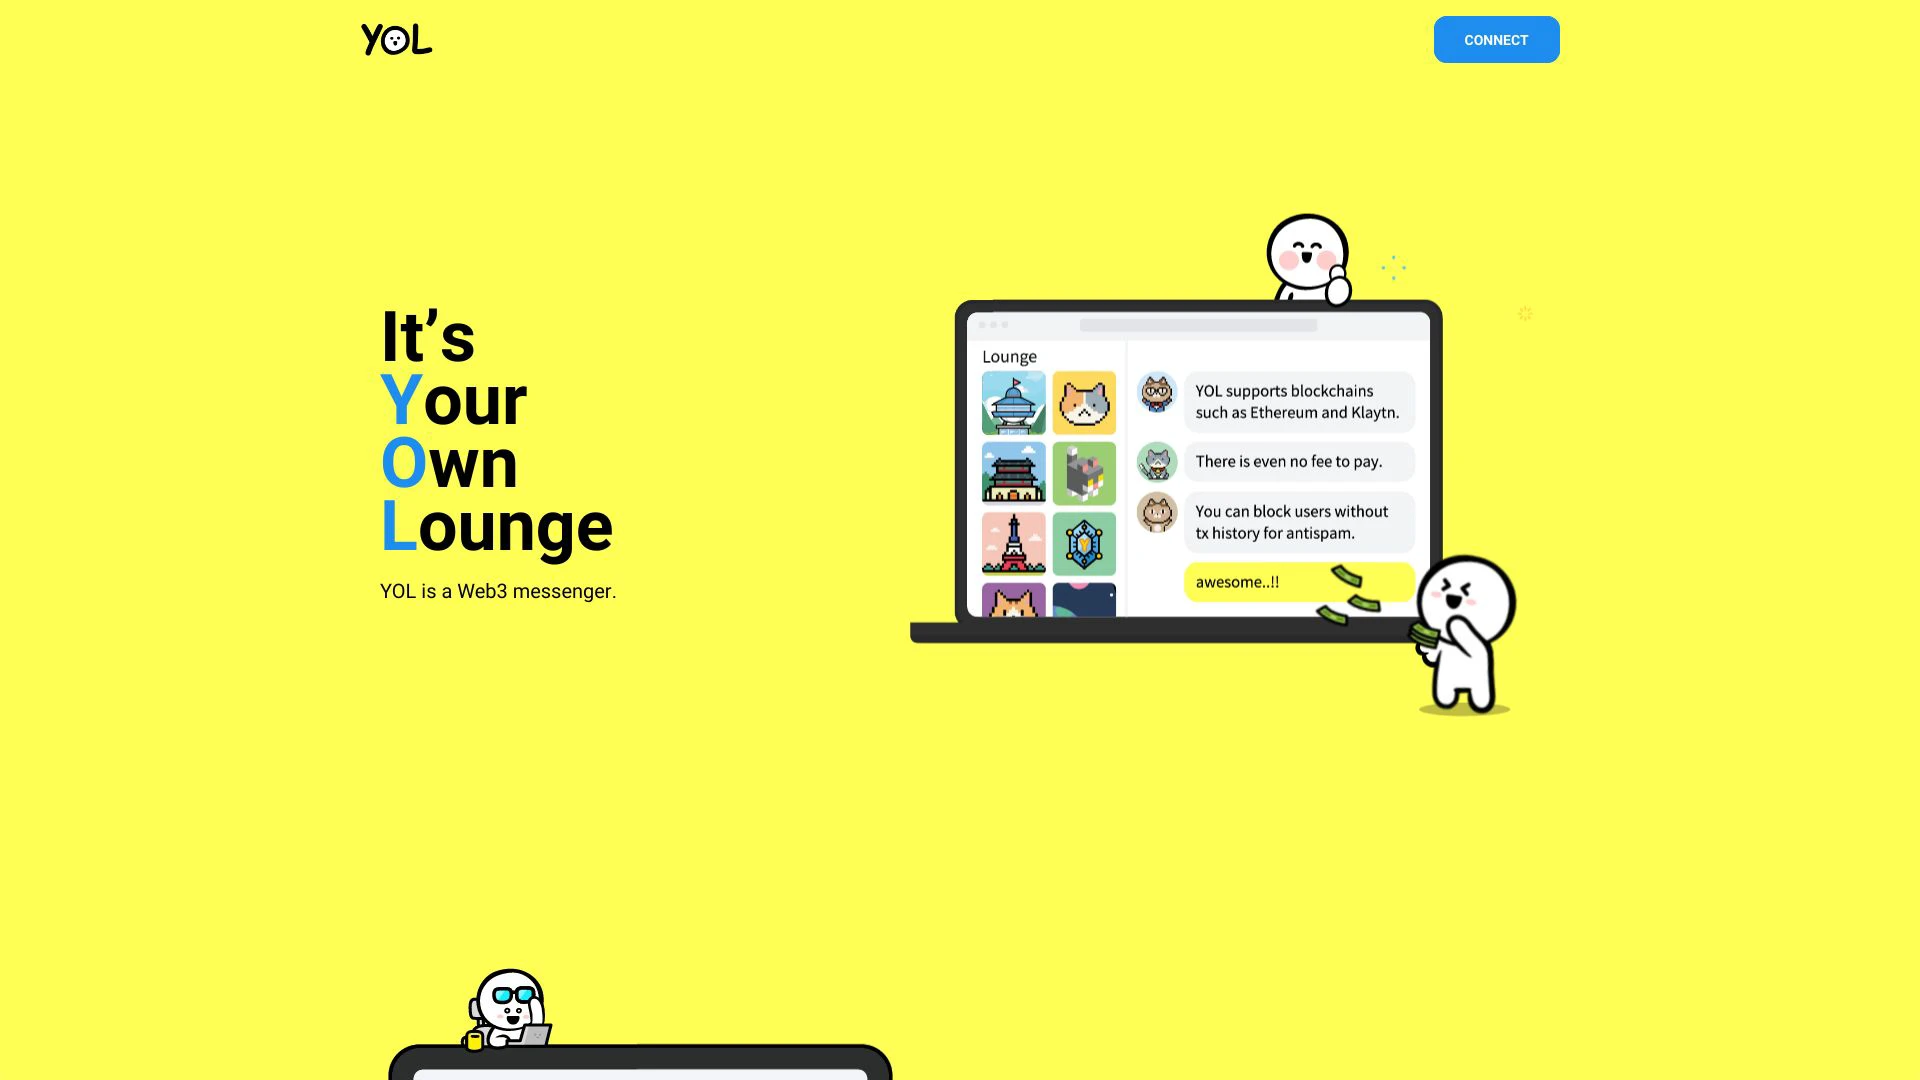 YOL
CONNECT
It’s
Your
Own
Lounge
YOL is a Web3 messenger.
Lounge
YOL supports blockchains
such as Ethereum and Klaytn.
There is even no fee to pay.
You can block users without
tx history for antispam.
awesome..!!